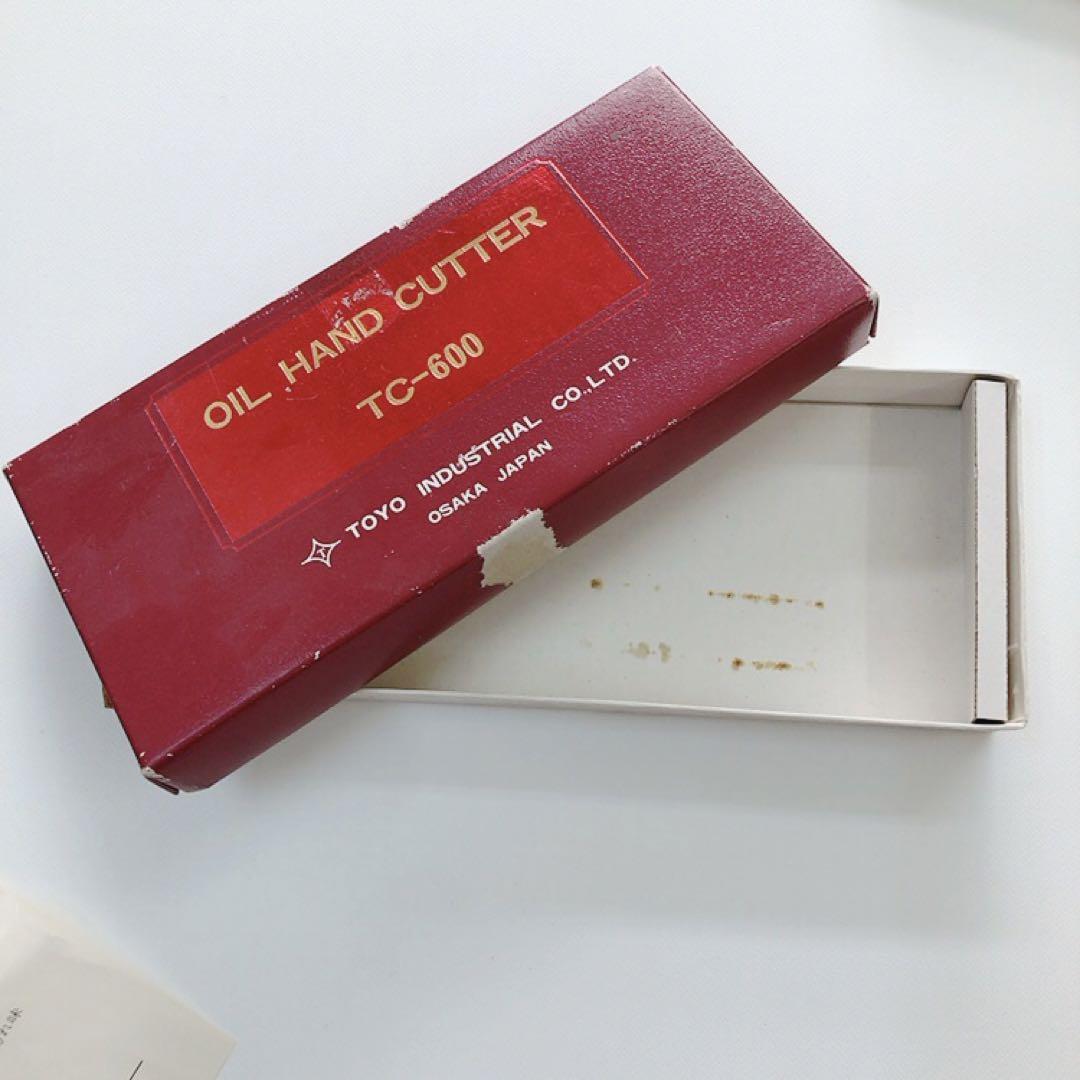 OIL HAND CUTTER
TC-600
TOYO INDUSTRIAL CO.,LTD.
OSAKA JAPAN